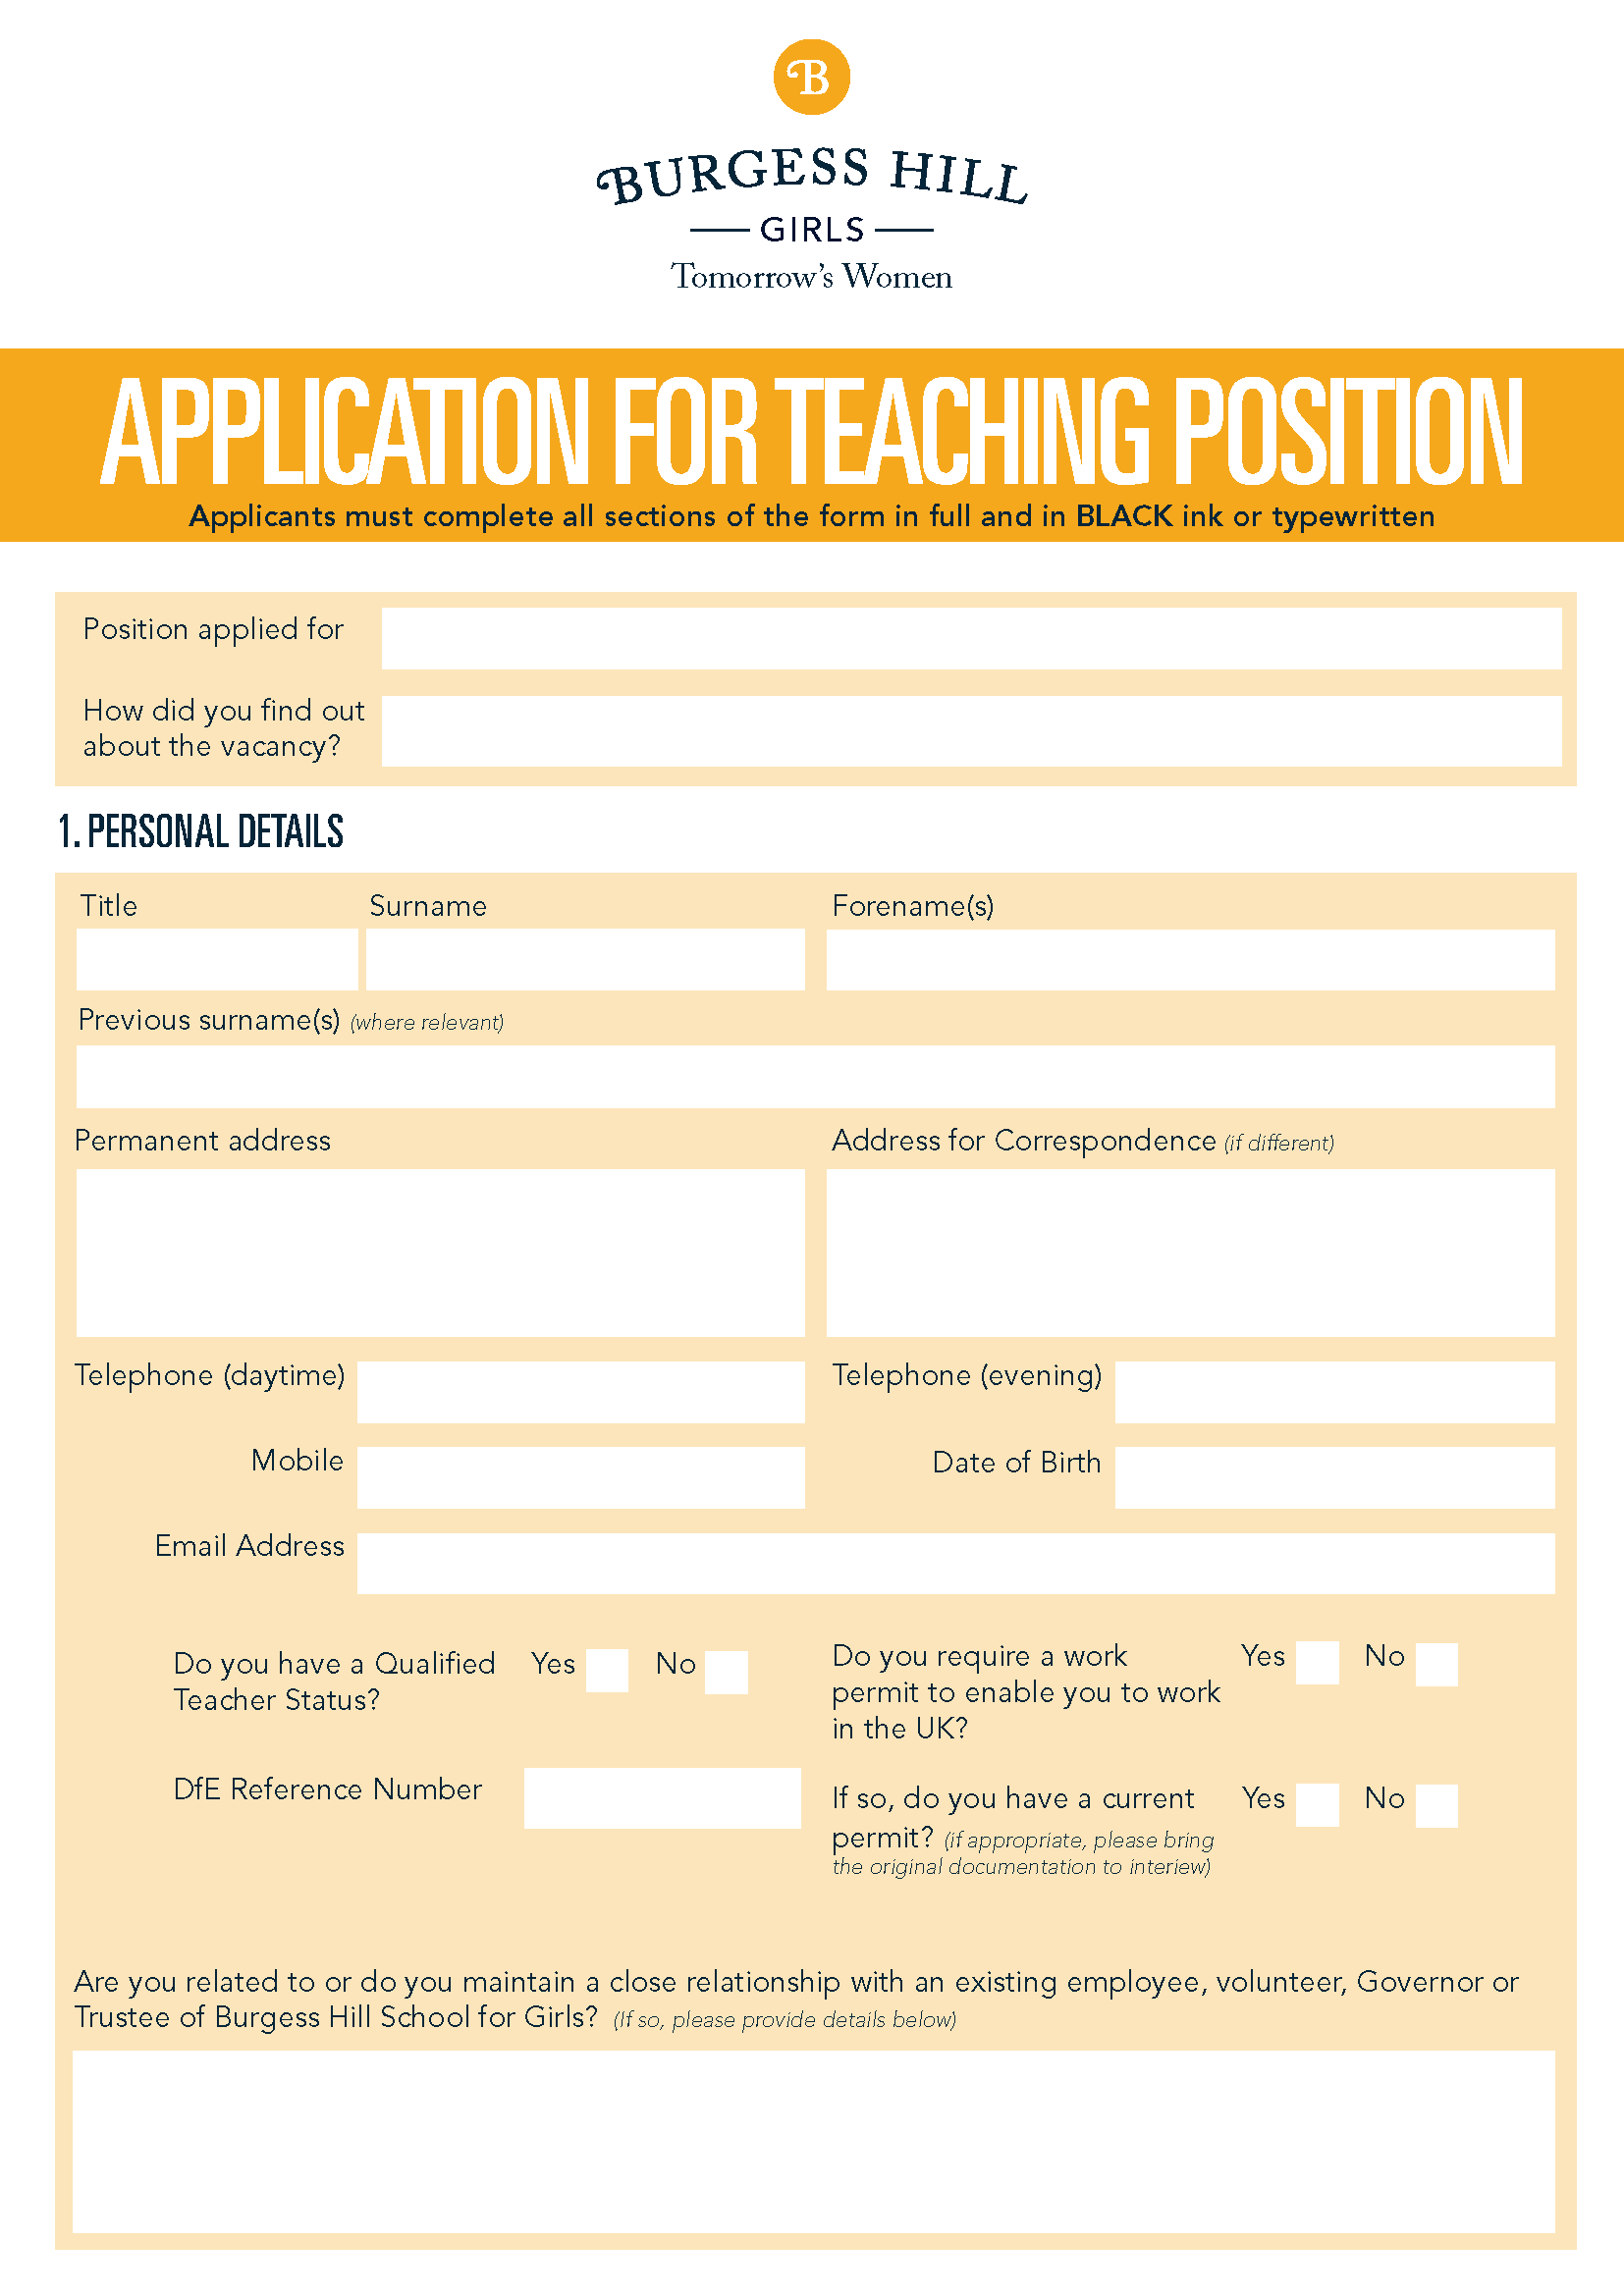 B
BURGESS HILL
GIRLS
Tomorrow's Women
APPLICATION FOR TEACHING POSITION
Applicants must complete all sections of the form in full and in BLACK ink or typewritten
Position applied for
How did you find out
about the vacancy?
1. PERSONAL DETAILS
Title Surname Forename(s)
Previous surname(s) (where relevant)
Permanent address Address for Correspondence (if different)
Telephone (daytime) Telephone (evening)
Mobile Date of Birth
Email Address
Do you have a Qualified Yes No
Teacher Status?
Do you require a work Yes No
permit to enable you to work
in the UK?
DfE Reference Number
If so, do you have a current Yes No
permit? (if appropriate, please bring
the original documentation to interiew)
Are you related to or do you maintain a close relationship with an existing employee, volunteer, Governor or
Trustee of Burgess Hill School for Girls? (If so, please provide details below)